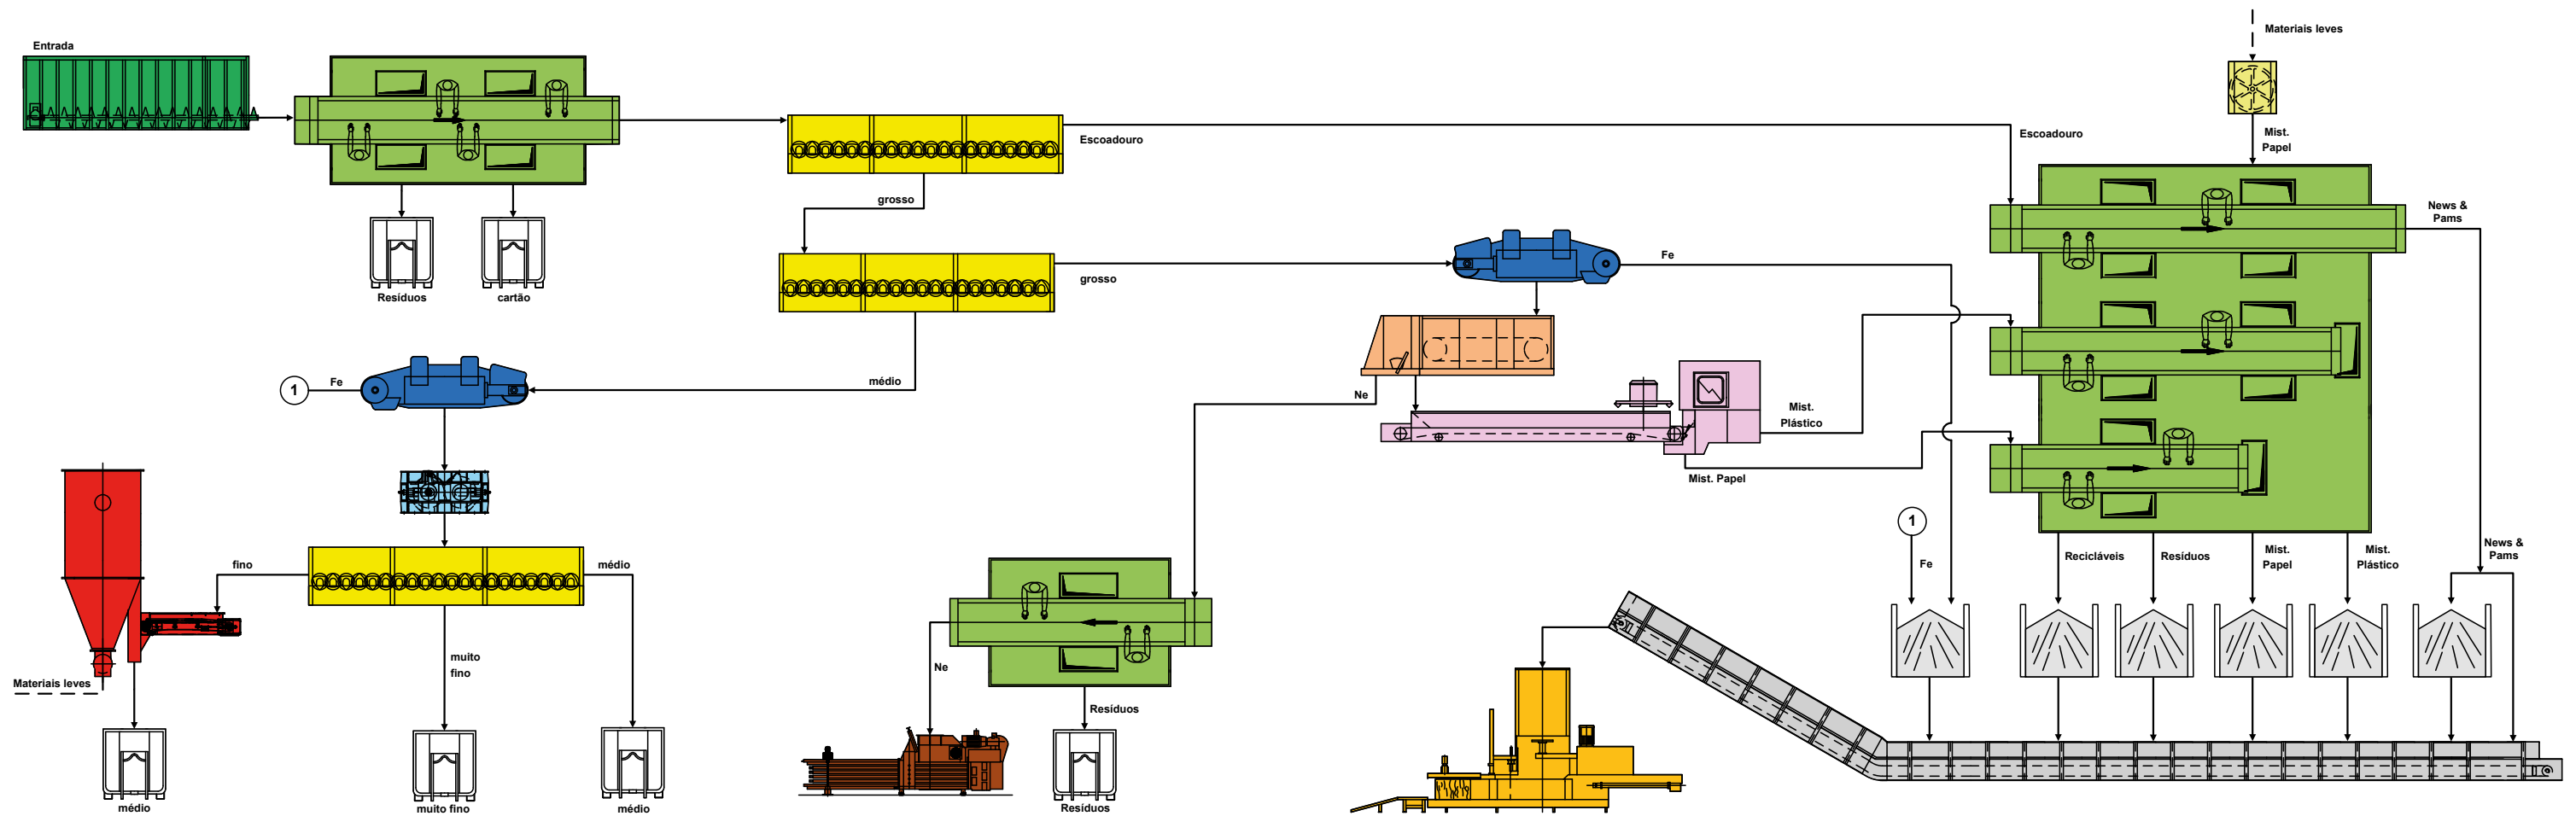 Entrada
Materiais leves
Mist.
Papel
Escoadouro
Escoadouro
grosso
News &
Pams
Resíduos
cartão
grosso
Fe
médio
1
Fe
Ne
Mist.
Plástico
Mist. Papel
1
Fe
Recicláveis
Resíduos
Mist.
Papel
Mist.
Plástico
News &
Pams
fino
médio
muito
fino
Ne
Materiais leves
Resíduos
médio
muito fino
médio
Resíduos